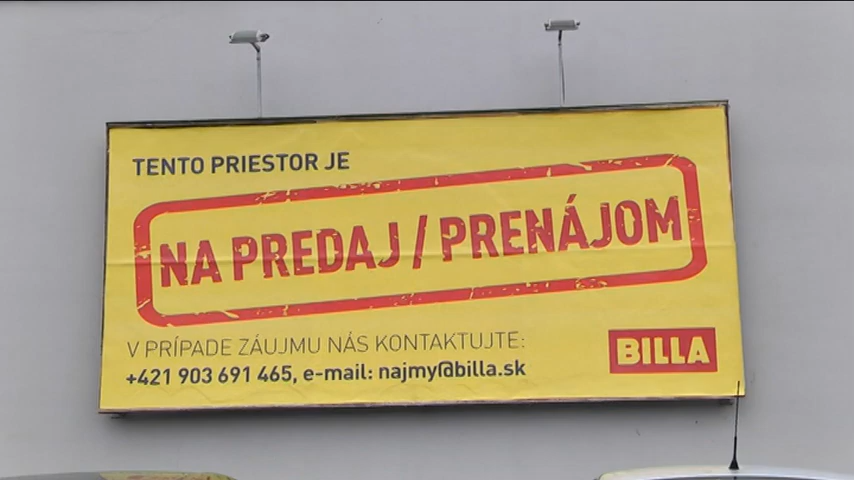 TENTO PRIESTOR JE
NA PREDAJ / PRENÁJOM
V PRÍPADE ZÁUJMU NÁS KONTAKTUJTE:
+421 903 691 465, e-mail: najmy@billa.sk
BILLA